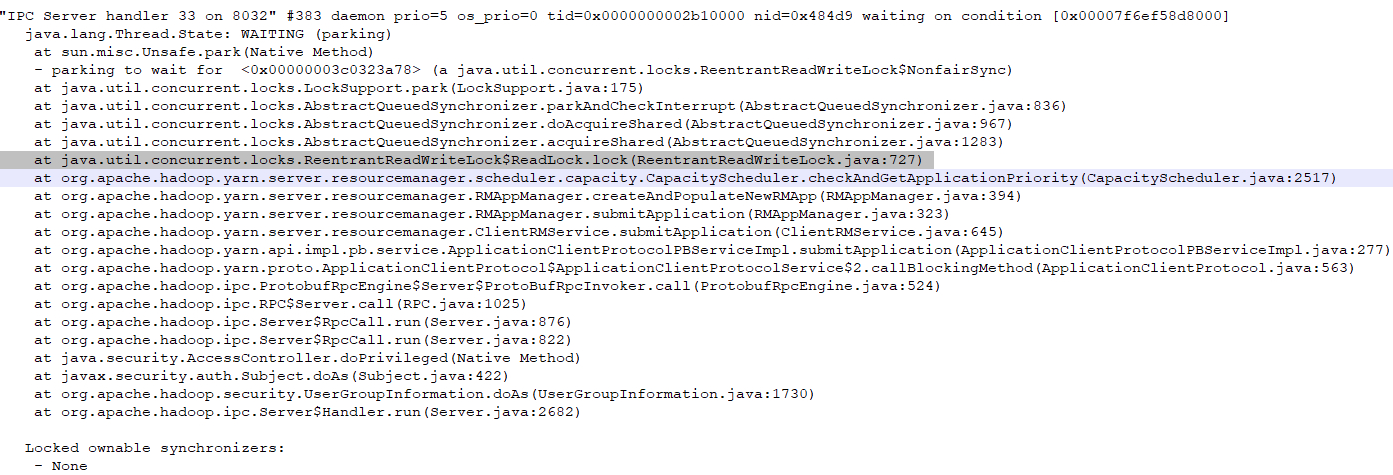 "IPC Server handler 33 on 8032" #383 daemon prio=5 os_prio=0 tid=0x0000000002b10000 nid=0x484d9 waiting on condition [0x00007f6ef58d8000]
java.lang.Thread.State: WAITING (parking)
at sun.misc.Unsafe.park(Native Method)
- parking to wait for  <0x00000003c0323a78> (a java.util.concurrent.locks.ReentrantReadWriteLock$NonfairSync)
at java.util.concurrent.locks.LockSupport.park(LockSupport.java:175)
at java.util.concurrent.locks.AbstractQueuedSynchronizer.parkAndCheckInterrupt(AbstractQueuedSynchronizer.java:836)
at java.util.concurrent.locks.AbstractQueuedSynchronizer.doAcquireShared(AbstractQueuedSynchronizer.java:967)
at java.util.concurrent.locks.AbstractQueuedSynchronizer.acquireShared(AbstractQueuedSynchronizer.java:1283)
at java.util.concurrent.locks.ReentrantReadWriteLock$ReadLock.lock(ReentrantReadWriteLock.java:727)
at org.apache.hadoop.yarn.server.resourcemanager.scheduler.capacity.CapacityScheduler.checkAndGetApplicationPriority(CapacityScheduler.java:2517)
at org.apache.hadoop.yarn.server.resourcemanager.RMAppManager.createAndPopulateNewRMApp(RMAppManager.java:394)
at org.apache.hadoop.yarn.server.resourcemanager.RMAppManager.submitApplication(RMAppManager.java:323)
at org.apache.hadoop.yarn.server.resourcemanager.ClientRMService.submitApplication(ClientRMService.java:645)
at org.apache.hadoop.yarn.api.impl.pb.service.ApplicationClientProtocolPBServiceImpl.submitApplication(ApplicationClientProtocolPBServiceImpl.java:277)
at org.apache.hadoop.yarn.proto.ApplicationClientProtocol$ApplicationClientProtocolService$2.callBlockingMethod(ApplicationClientProtocol.java:563)
at org.apache.hadoop.ipc.ProtobufRpcEngine$Server$ProtoBufRpcInvoker.call(ProtobufRpcEngine.java:524)
at org.apache.hadoop.ipc.RPC$Server.call(RPC.java:1025)
at org.apache.hadoop.ipc.Server$RpcCall.run(Server.java:876)
at org.apache.hadoop.ipc.Server$RpcCall.run(Server.java:822)
at java.security.AccessController.doPrivileged(Native Method)
at javax.security.auth.Subject.doAs(Subject.java:422)
at org.apache.hadoop.security.UserGroupInformation.doAs(UserGroupInformation.java:1730)
at org.apache.hadoop.ipc.Server$Handler.run(Server.java:2682)
Locked ownable synchronizers:
- None